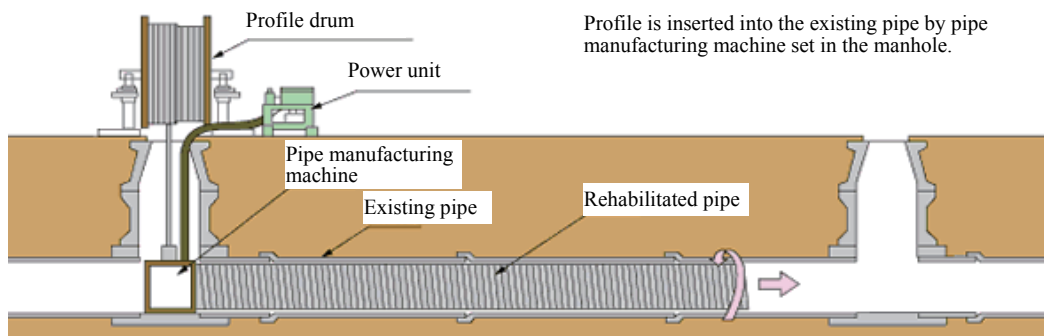 Profile drum
Profile is inserted into the existing pipe by pipe
manufacturing machine set in the manhole.
Power unit
Pipe manufacturing
machine
Existing pipe
Rehabilitated pipe